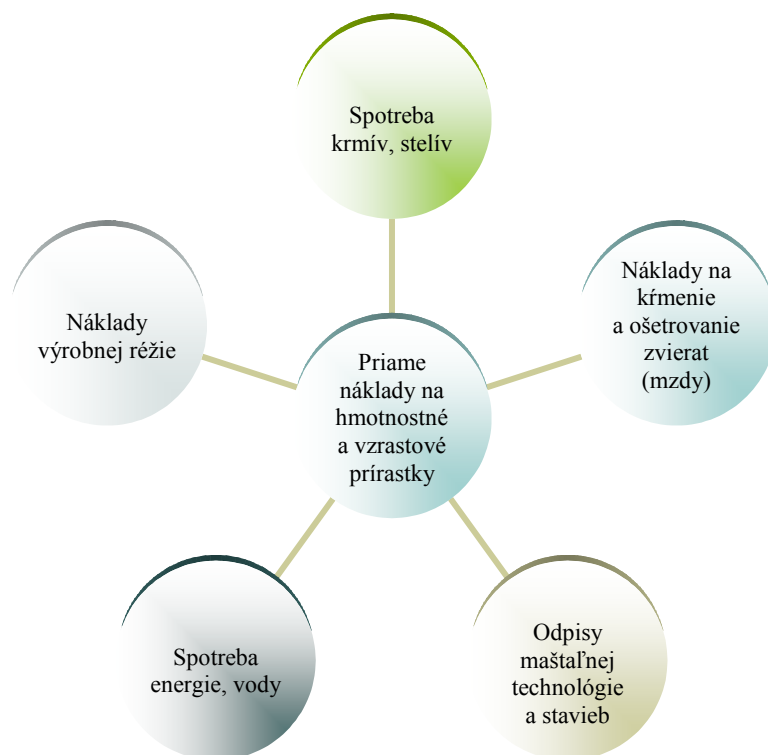 Spotreba
krmív, stelív
Náklady na
kŕmenie
a ošetrovanie
zvierat
(mzdy)
Náklady
výrobnej réžie
Priame
náklady na
hmotnostné
a vzrastové
prírastky
Spotreba
energie, vody
Odpisy
maštaľnej
technológie
a stavieb